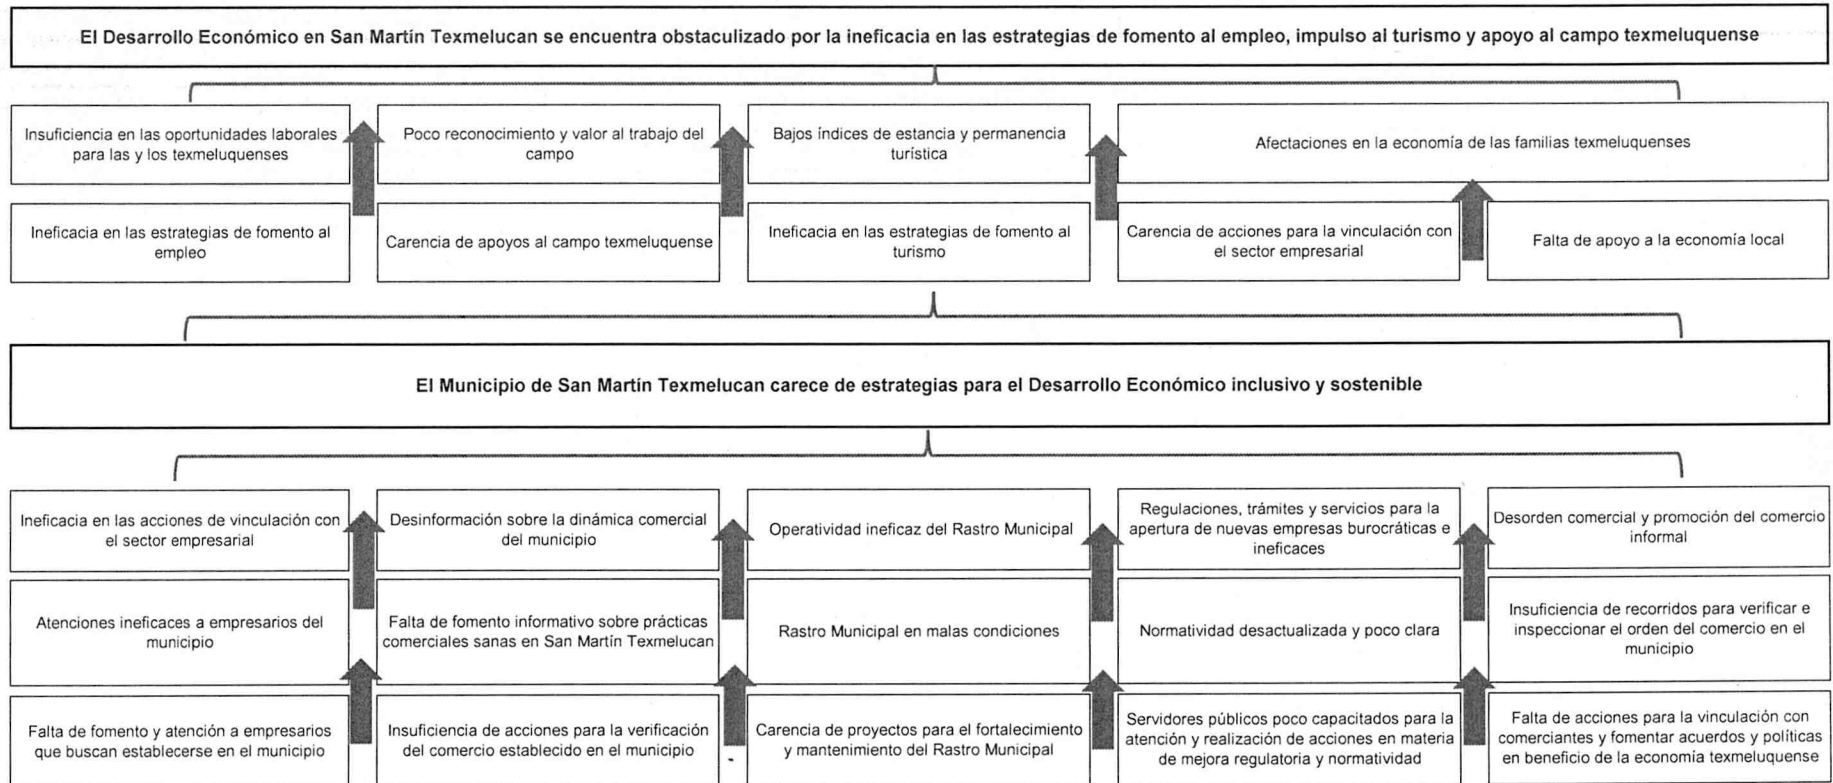 El Desarrollo Económico en San Martín Texmelucan se encuentra obstaculizado por la ineficacia en las estrategias de fomento al empleo, impulso al turismo y apoyo al campo texmeluquense
Insuficiencia en las oportunidades laborales
para las y los texmeluquenses
Poco reconocimiento y valor al trabajo del
campo
Bajos índices de estancia y permanencia
turística
Afectaciones en la economía de las familias texmeluquenses
Ineficacia en las estrategias de fomento al
empleo
Carencia de apoyos al campo texmeluquense
Ineficacia en las estrategias de fomento al
turismo
Carencia de acciones para la vinculación con
el sector empresarial
Falta de apoyo a la economía local
El Municipio de San Martín Texmelucan carece de estrategias para el Desarrollo Económico inclusivo y sostenible
Ineficacia en las acciones de vinculación con
el sector empresarial
Desinformación sobre la dinámica comercial
del municipio
Operatividad ineficaz del Rastro Municipal
Regulaciones, trámites y servicios para la
apertura de nuevas empresas burocráticas e
ineficaces
Desorden comercial y promoción del comercio
informal
Atenciones ineficaces a empresarios del
municipio
Falta de fomento informativo sobre prácticas
comerciales sanas en San Martín Texmelucan
Rastro Municipal en malas condiciones
Normatividad desactualizada y poco clara
Insuficiencia de recorridos para verificar e
inspeccionar el orden del comercio en el
municipio
Falta de fomento y atención a empresarios
que buscan establecerse en el municipio
Insuficiencia de acciones para la verificación
del comercio establecido en el municipio
Carencia de proyectos para el fortalecimiento
y mantenimiento del Rastro Municipal
Servidores públicos poco capacitados para la
atención y realización de acciones en materia
de mejora regulatoria y normatividad
Falta de acciones para la vinculación con
comerciantes y fomentar acuerdos y políticas
en beneficio de la economía texmeluquense